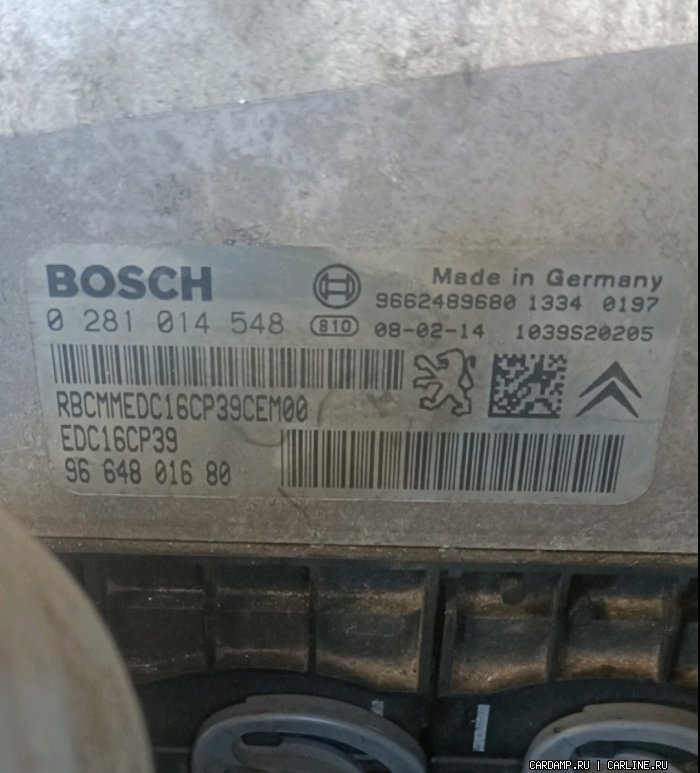 BOSCH
Made in Germany
9662489680 1334 0197
0 281 014 548 810 08-02-14 1039S20205
RBCMMEDC16CP39CEM00
EDC16CP39
96 648 016 80
CARDAMP.RU | CARLINE.RU